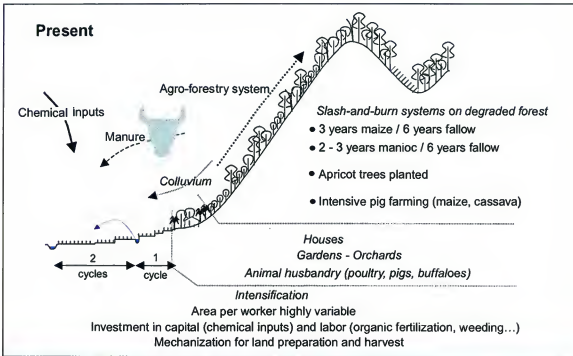 Present
Agro-forestry system
Chemical inputs
Manure
Colluvium
Slash-and-burn systems on degraded forest
• 3 years maize / 6 years fallow
• 2 - 3 years manioc / 6 years fallow
• Apricot trees planted
• Intensive pig farming (maize, cassava)
Houses
Gardens - Orchards
Animal husbandry (poultry, pigs, buffaloes)
2
cycles
1
cycle
Intensification
Area per worker highly variable
Investment in capital (chemical inputs) and labor (organic fertilization, weeding...)
Mechanization for land preparation and harvest